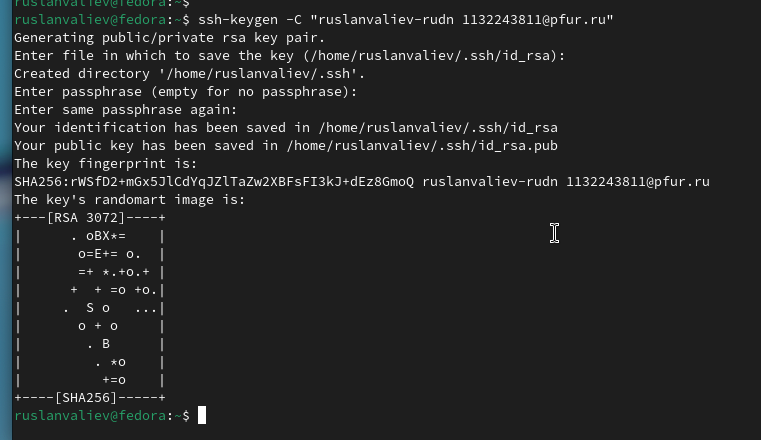 ruslanvaliev@fedora:~$
ruslanvaliev@fedora:~$ ssh-keygen -C "ruslanvaliev-rudn 1132243811@pfur.ru"
Generating public/private rsa key pair.
Enter file in which to save the key (/home/ruslanvaliev/.ssh/id_rsa):
Created directory '/home/ruslanvaliev/.ssh'.
Enter passphrase (empty for no passphrase):
Enter same passphrase again:
Your identification has been saved in /home/ruslanvaliev/.ssh/id_rsa
Your public key has been saved in /home/ruslanvaliev/.ssh/id_rsa.pub
The key fingerprint is:
SHA256:rWSfD2+mGx5JlCdYqJZlTaZw2XBFsFI3kJ+dEz8GmoQ ruslanvaliev-rudn 1132243811@pfur.ru
The key's randomart image is:
+---[RSA 3072]----+
|      . oBX*=    |
|       o=E+= o.  |
|       =+ *.+o.+ |
|      +  + =o +o.|
|     .  S o   ...|
|       o + o     |
|        . B      |
|         . *o    |
|          +=o    |
+----[SHA256]-----+
ruslanvaliev@fedora:~$